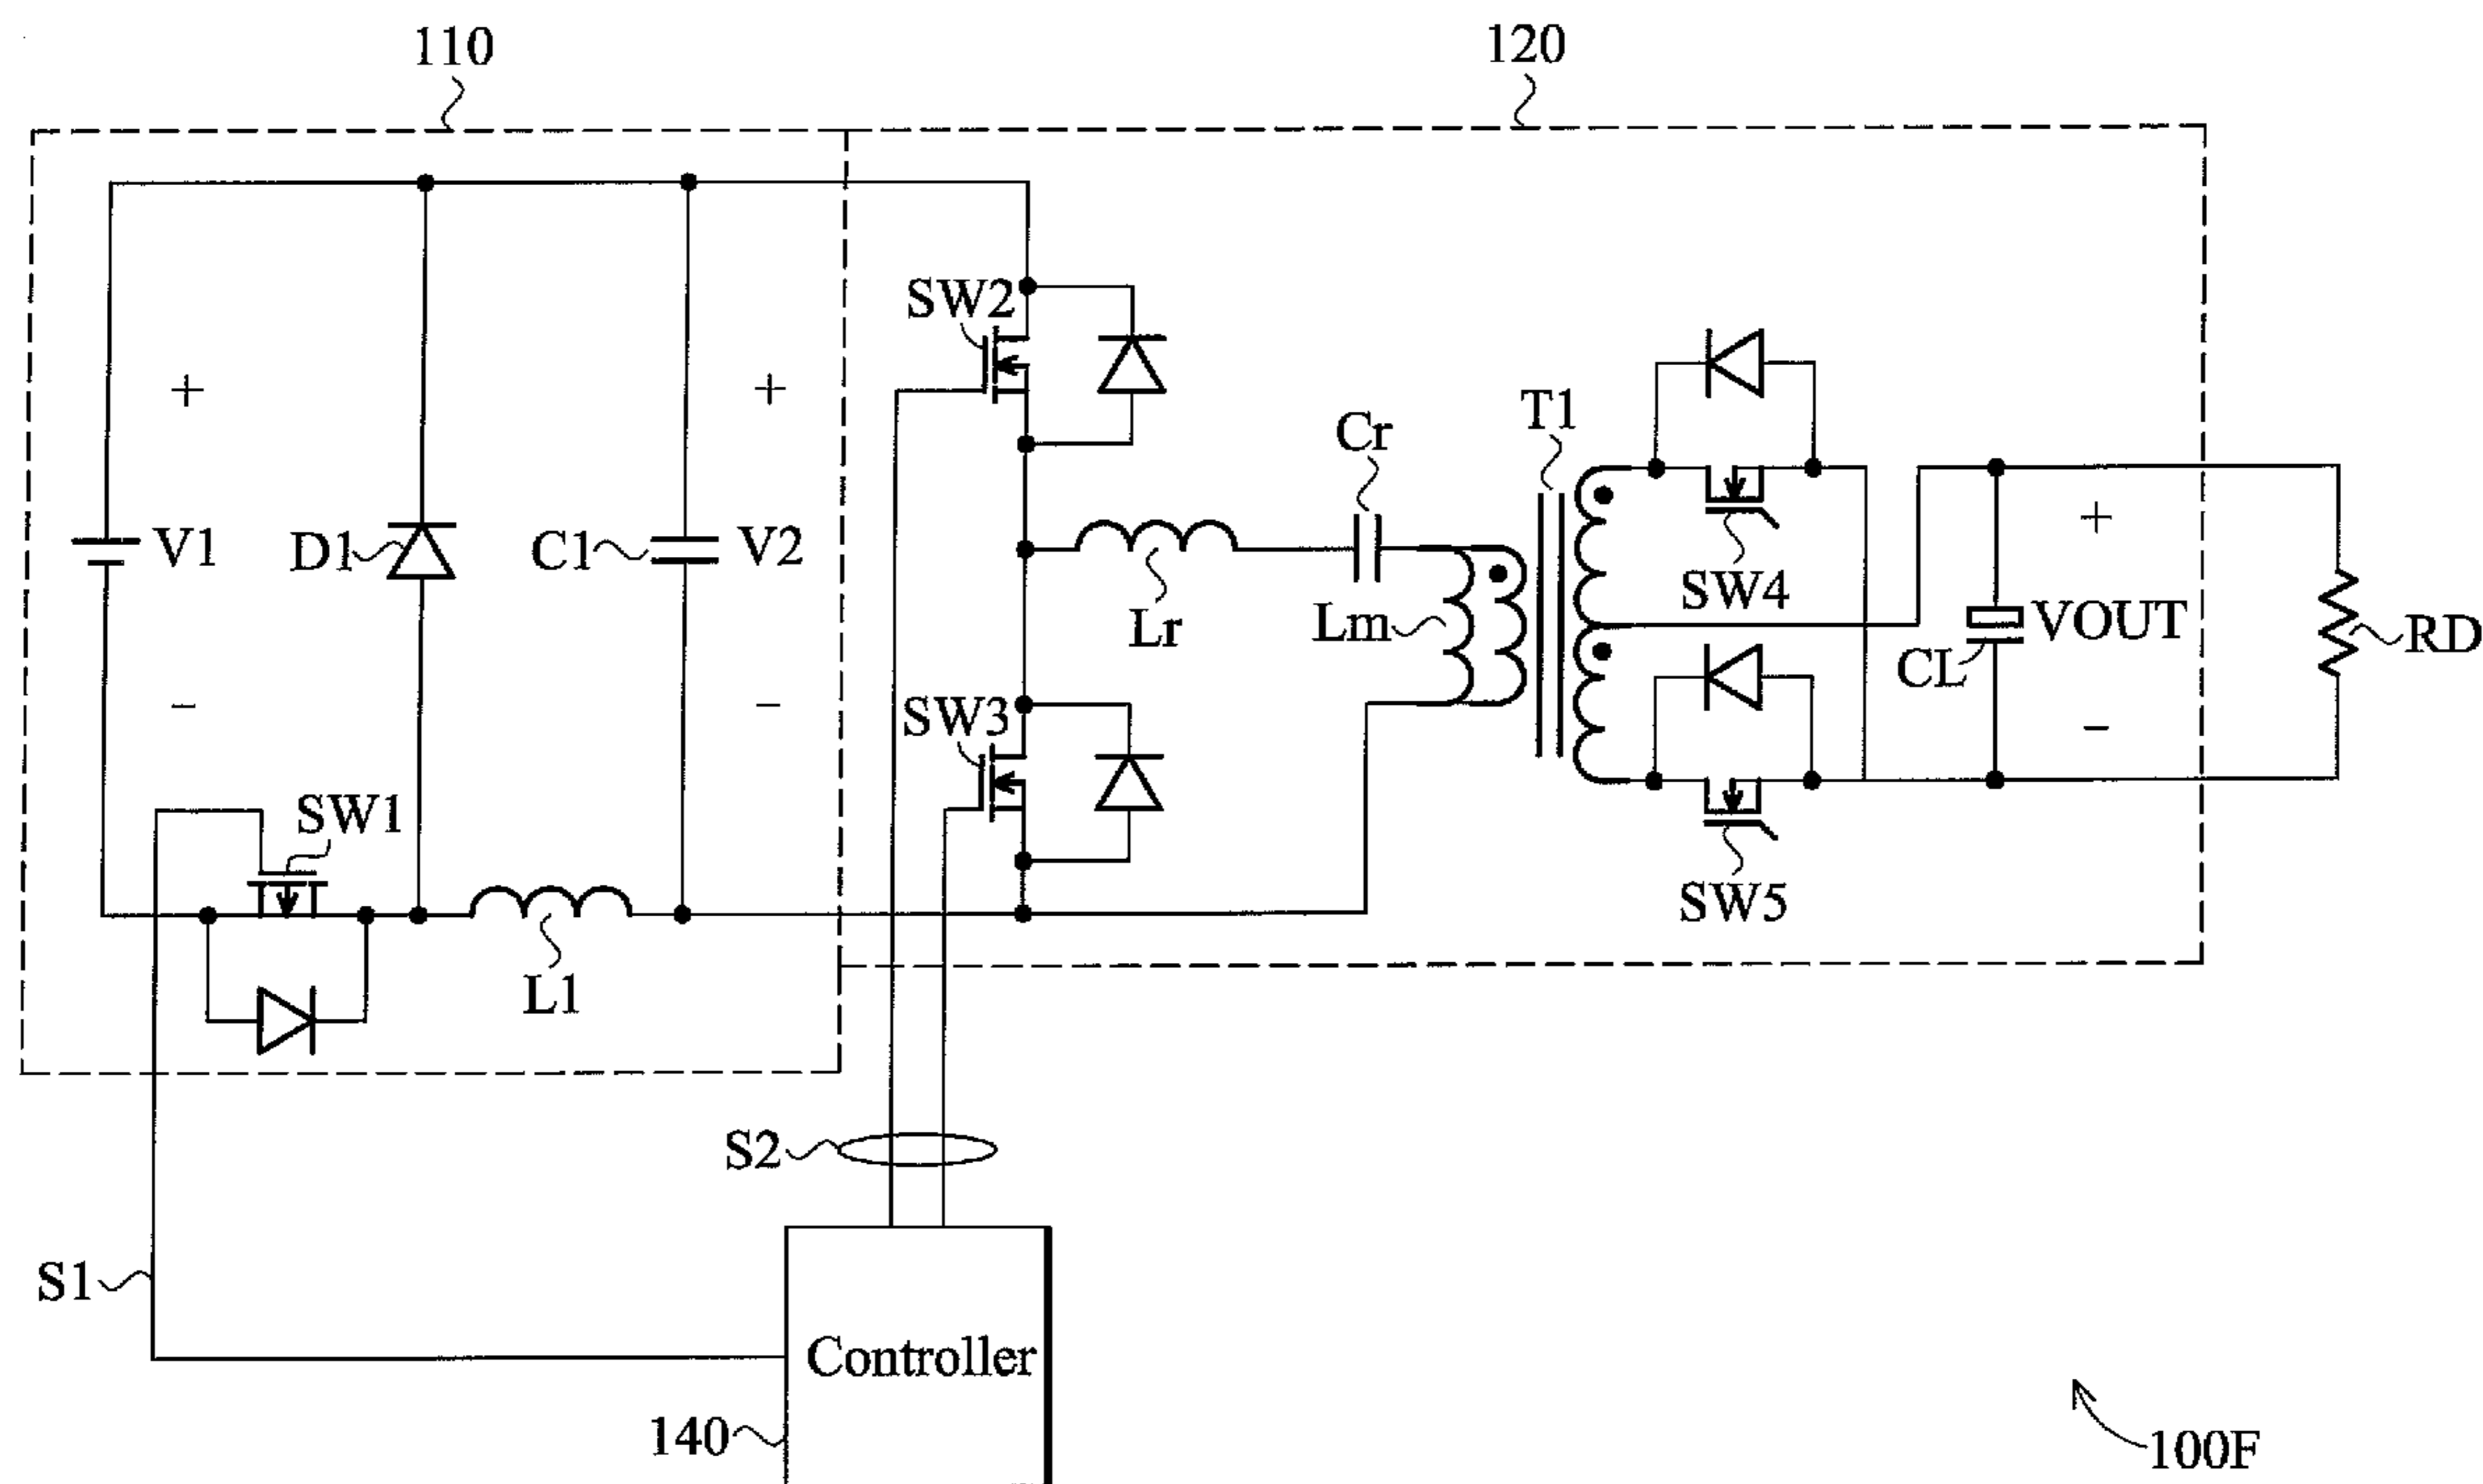 110
120
SW2
T1
Cr
+
+
+
V1
D1
C1
V2
Lr
Lm
SW4
VOUT
RD
CL
−
−
−
SW3
SW1
SW5
L1
S2
S1
Controller
140
100F